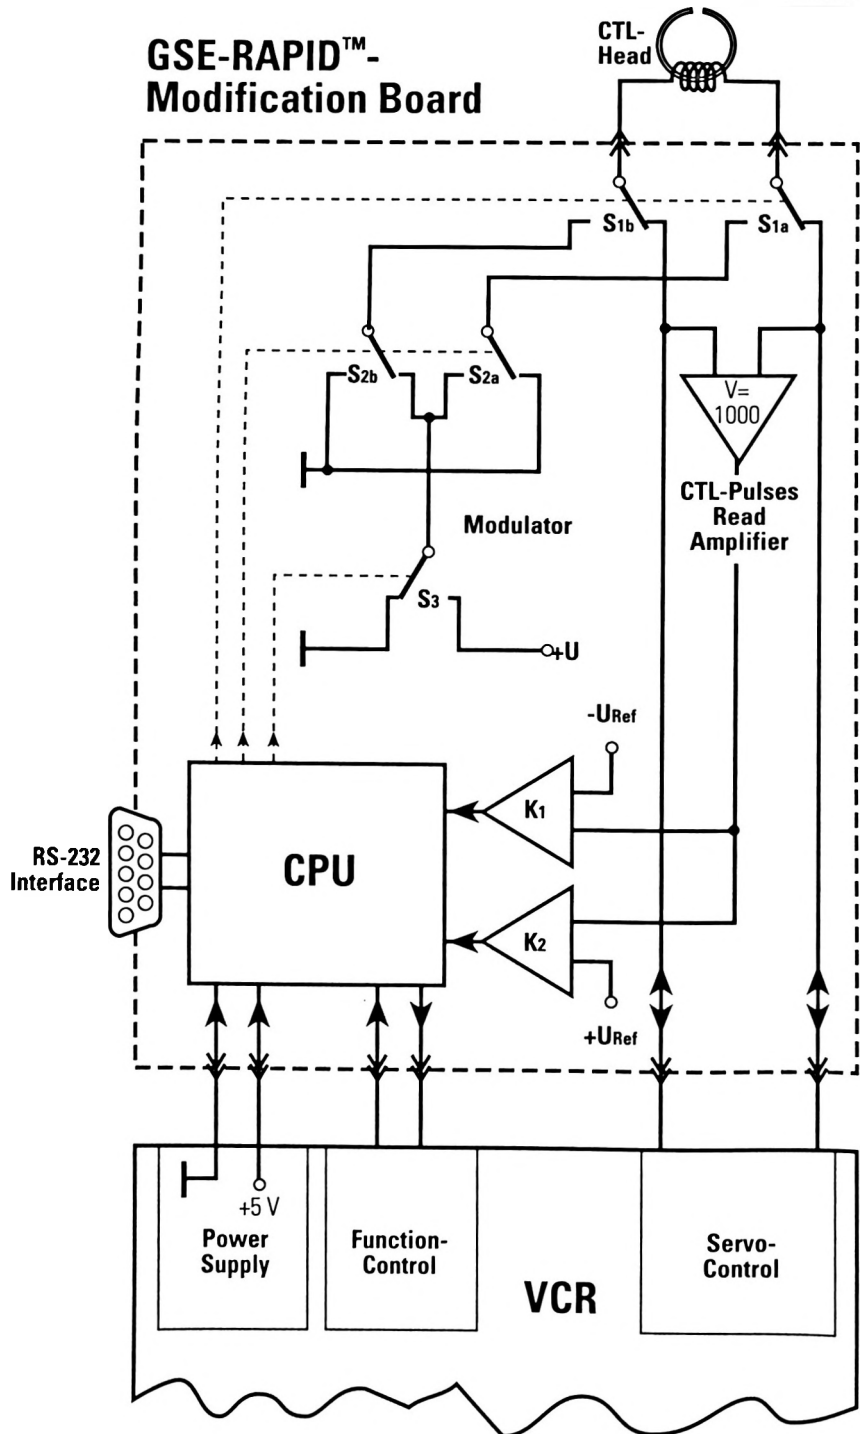 CTL-
Head
GSE-RAPID™-
Modification Board
S1b
S1a
S2b
S2a
V=
1000
CTL-Pulses
Read
Amplifier
Modulator
S3
+U
-URef
K1
RS-232
Interface
CPU
K2
+URef
+5 V
Power
Supply
Function-
Control
Servo-
Control
VCR